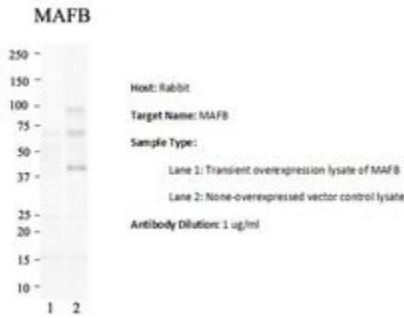 MAFB
250
150
100
75
50
37
25
20
15
10
1 2
Host: Rabbit
Target Name: MAFB
Sample Type:
Lane 1: Transient overexpression lysate of MAFB
Lane 2: None-overexpressed vector control lysate
Antibody Dilution: 1 ug/ml